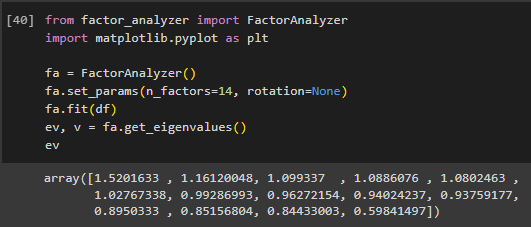 [40] from factor_analyzer import FactorAnalyzer
import matplotlib.pyplot as plt
fa = FactorAnalyzer()
fa.set_params(n_factors=14, rotation=None)
fa.fit(df)
ev, v = fa.get_eigenvalues()
ev
array([1.5201633 , 1.16120048, 1.099337  , 1.0886076 , 1.0802463 ,
1.02767338, 0.99286993, 0.96272154, 0.94024237, 0.93759177,
0.8950333 , 0.85156804, 0.84433003, 0.59841497])